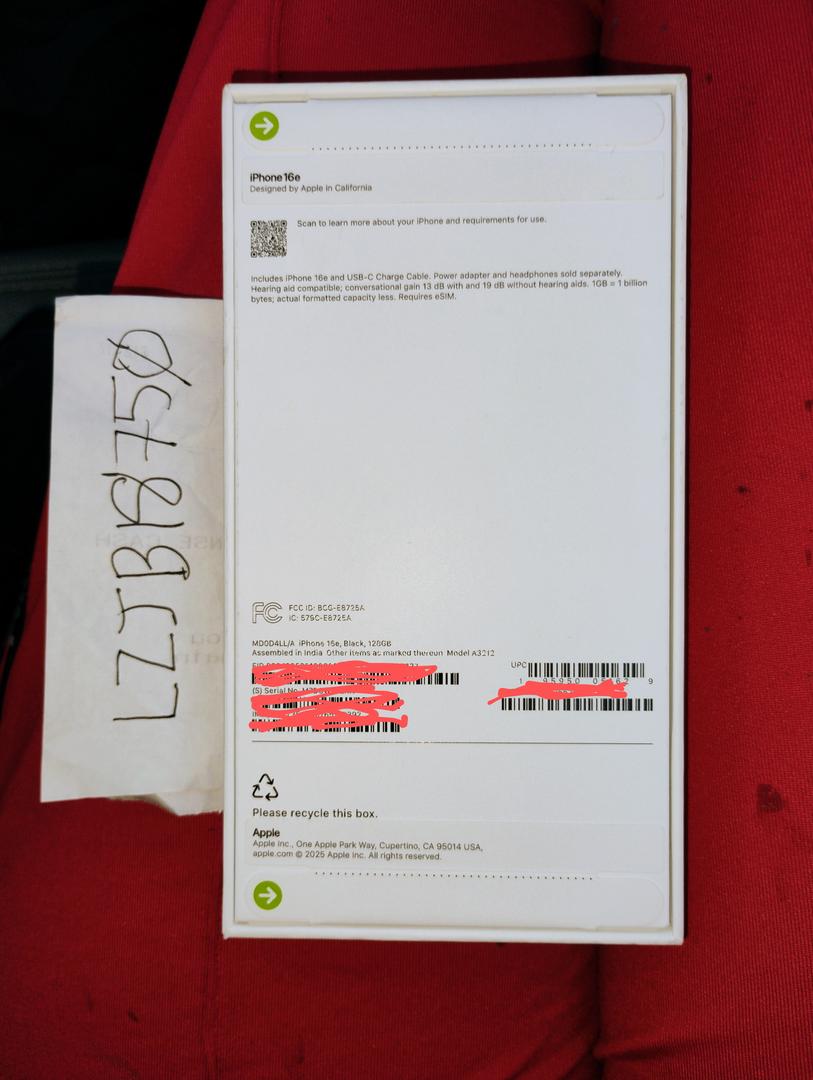 iPhone 16e
Designed by Apple in California
Scan to learn more about your iPhone and requirements for use.
Includes iPhone 16e and USB-C Charge Cable. Power adapter and headphones sold separately.
Hearing aid compatible; conversational gain 13 dB with and 19 dB without hearing aids. 1GB = 1 billion
bytes; actual formatted capacity less. Requires eSIM.
LZJB18750
FC
FCC ID: BCG-E8725A
IC: 579C-E8725A
MD0D4LL/A iPhone 16e, Black, 128GB
Assembled in India Other items as marked thereon Model A3212
UPC
(S) Serial No.
Please recycle this box.
Apple
Apple Inc., One Apple Park Way, Cupertino, CA 95014 USA,
apple.com © 2025 Apple Inc. All rights reserved.